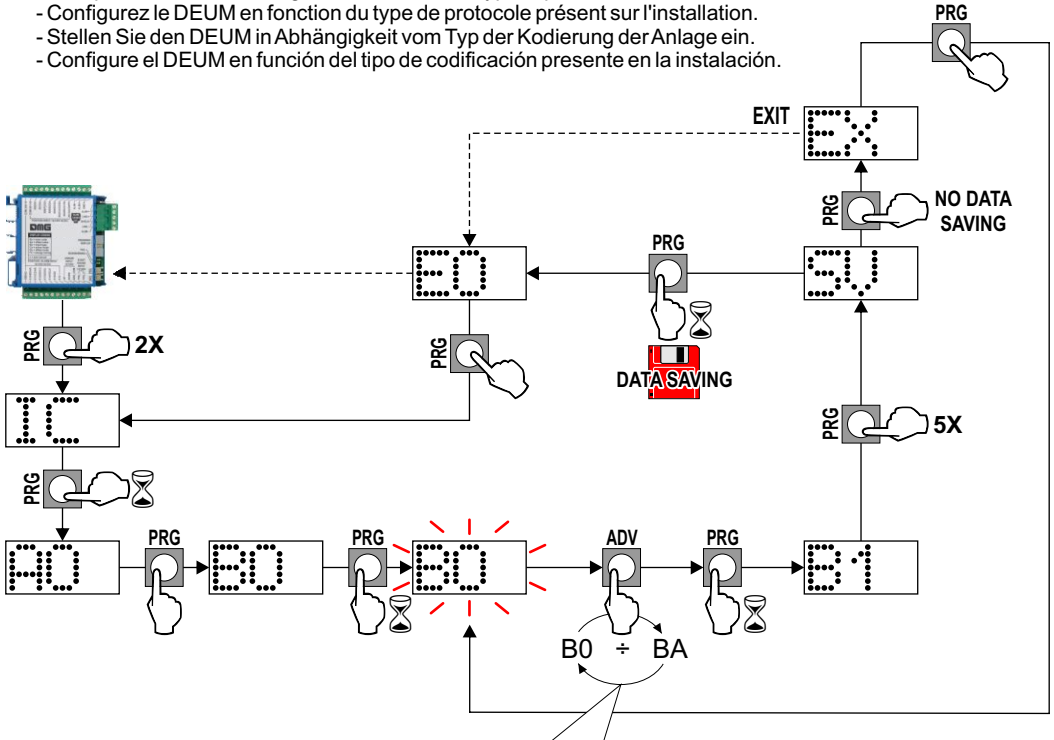 - Configurez le DEUM en fonction du type de protocole présent sur l'installation.
- Stellen Sie den DEUM in Abhängigkeit vom Typ der Kodierung der Anlage ein.
- Configure el DEUM en función del tipo de codificación presente en la instalación.
PRG
EXIT
EX
PRG
NO DATA
SAVING
DMG
EO
PRG
SV
PRG
2X
PRG
DATA SAVING
IC
PRG
5X
PRG
A0
PRG
B0
PRG
B0
ADV
PRG
B1
B0 ÷ BA